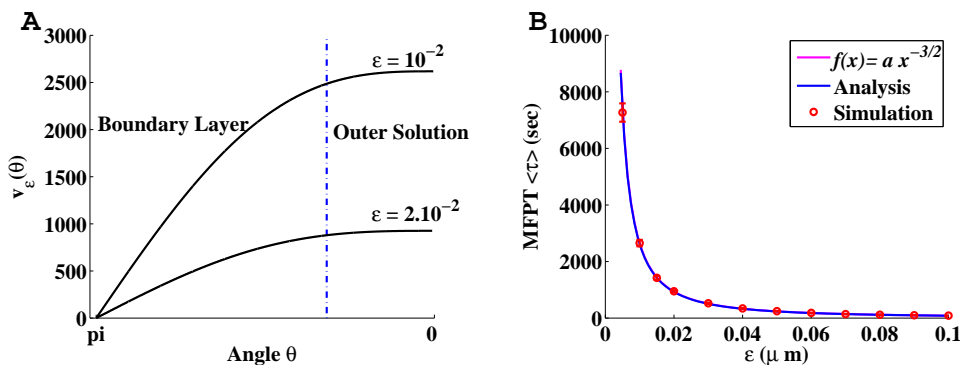 A
3000
2500
2000
1500
1000
500
0
v_ε(θ)
ε = 10^-2
Boundary Layer
Outer Solution
ε = 2.10^-2
pi
0
Angle θ
B
10000
8000
6000
4000
2000
0
MFPT <τ> (sec)
f(x)= a x^-3/2
Analysis
Simulation
0
0.02
0.04
0.06
0.08
0.1
ε (μ m)